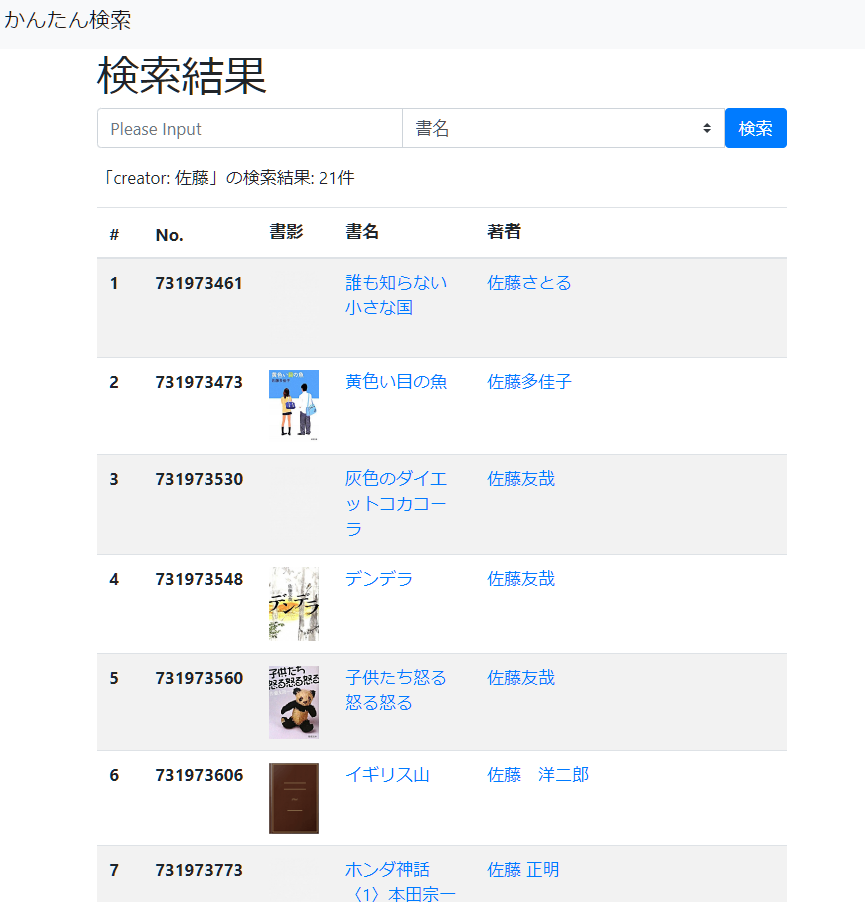 かんたん検索
検索結果
Please Input 書名 検索
「creator: 佐藤」の検索結果: 21件
# No. 書影 書名 著者
1 731973461 誰も知らない 佐藤さとる
小さな国
2 731973473 黄色い目の魚 佐藤多佳子
黄色い目の魚
3 731973530 灰色のダイエ 佐藤友哉
ットコカコー
ラ
4 731973548 デンデラ 佐藤友哉
デンデラ
5 731973560 子供たち怒る 佐藤友哉
怒る怒る
子供たち
怒る怒る怒る
6 731973606 イギリス山 佐藤　洋二郎
7 731973773 ホンダ神話 佐藤 正明
〈1〉本田宗一